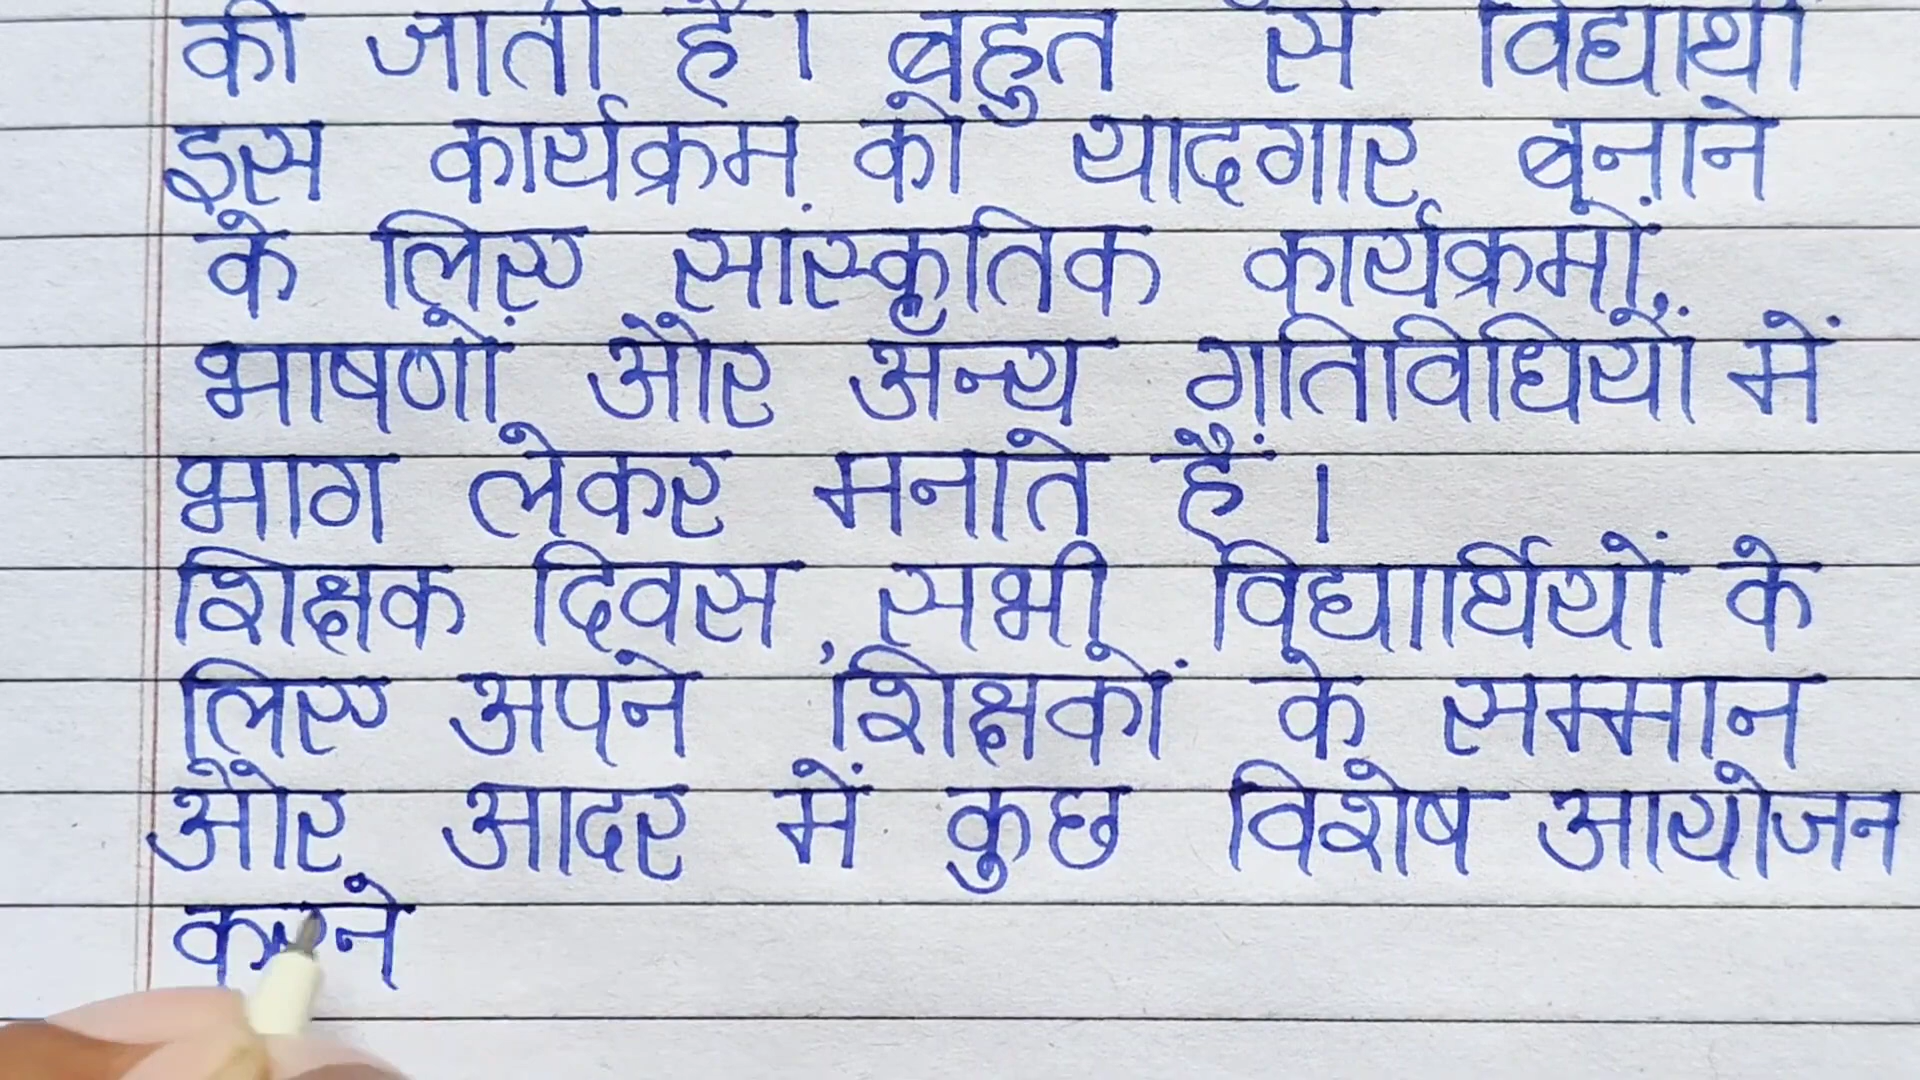 की जाती है। बहुत से विद्यार्थी
इस कार्यक्रम को यादगार बनाने
के लिए सांस्कृतिक कार्यक्रमों,
भाषणों और अन्य गतिविधियों में
भाग लेकर मनाते हैं।
शिक्षक दिवस, सभी विद्यार्थियों के
लिए अपने शिक्षकों के सम्मान
और आदर में कुछ विशेष आयोजन
करने